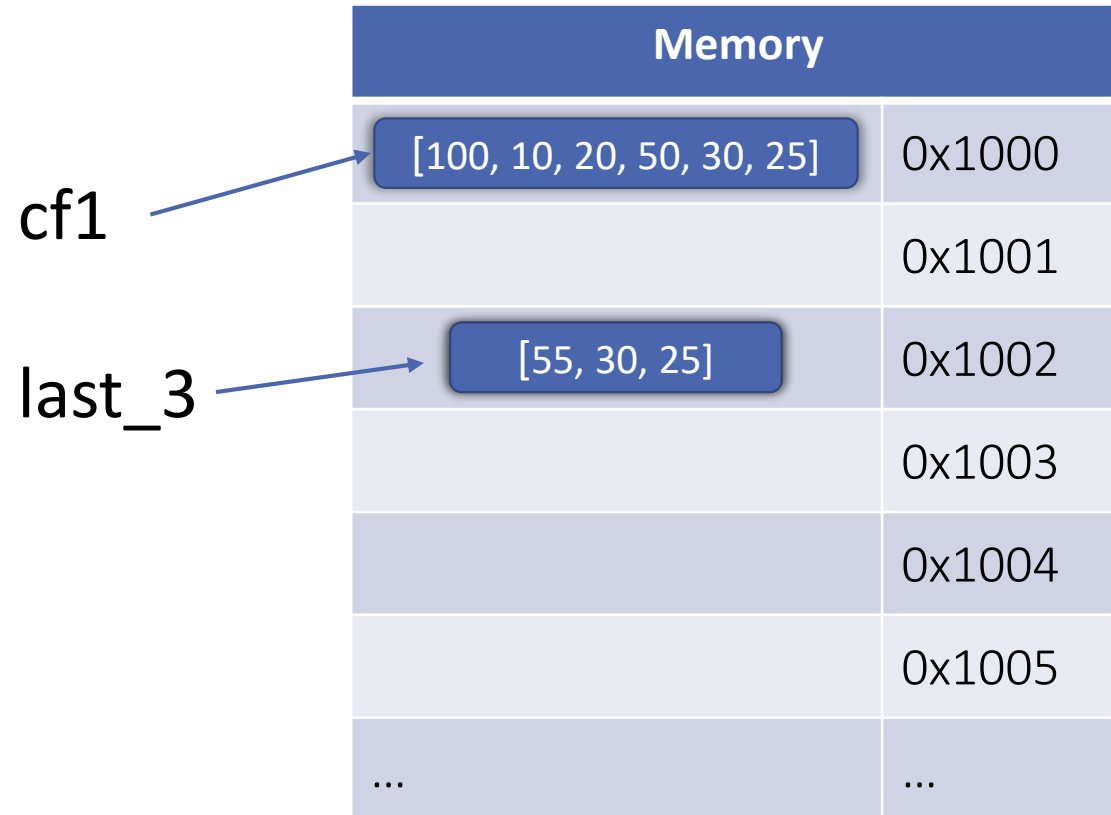 Memory
cf1
[100, 10, 20, 50, 30, 25] 0x1000
0x1001
last_3
[55, 30, 25] 0x1002
0x1003
0x1004
0x1005
... ...